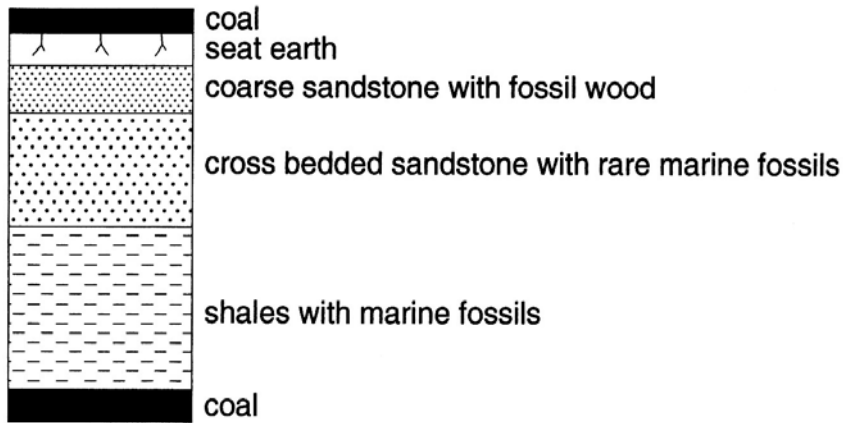 coal
seat earth
coarse sandstone with fossil wood
cross bedded sandstone with rare marine fossils
shales with marine fossils
coal